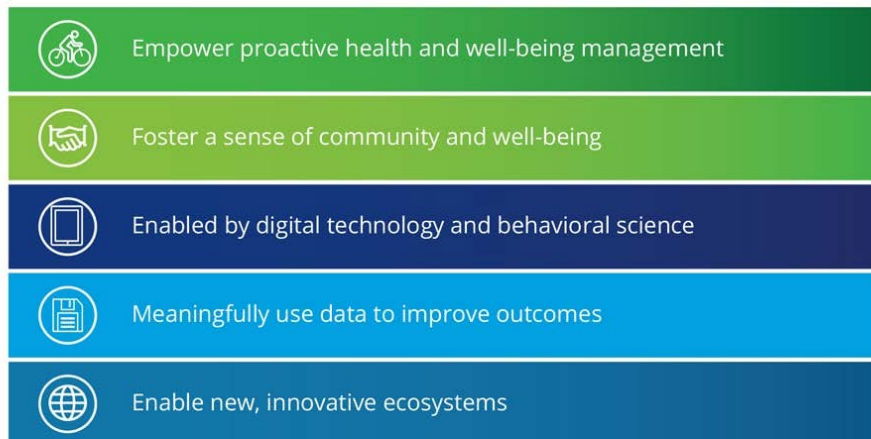 Empower proactive health and well-being management
Foster a sense of community and well-being
Enabled by digital technology and behavioral science
Meaningfully use data to improve outcomes
Enable new, innovative ecosystems